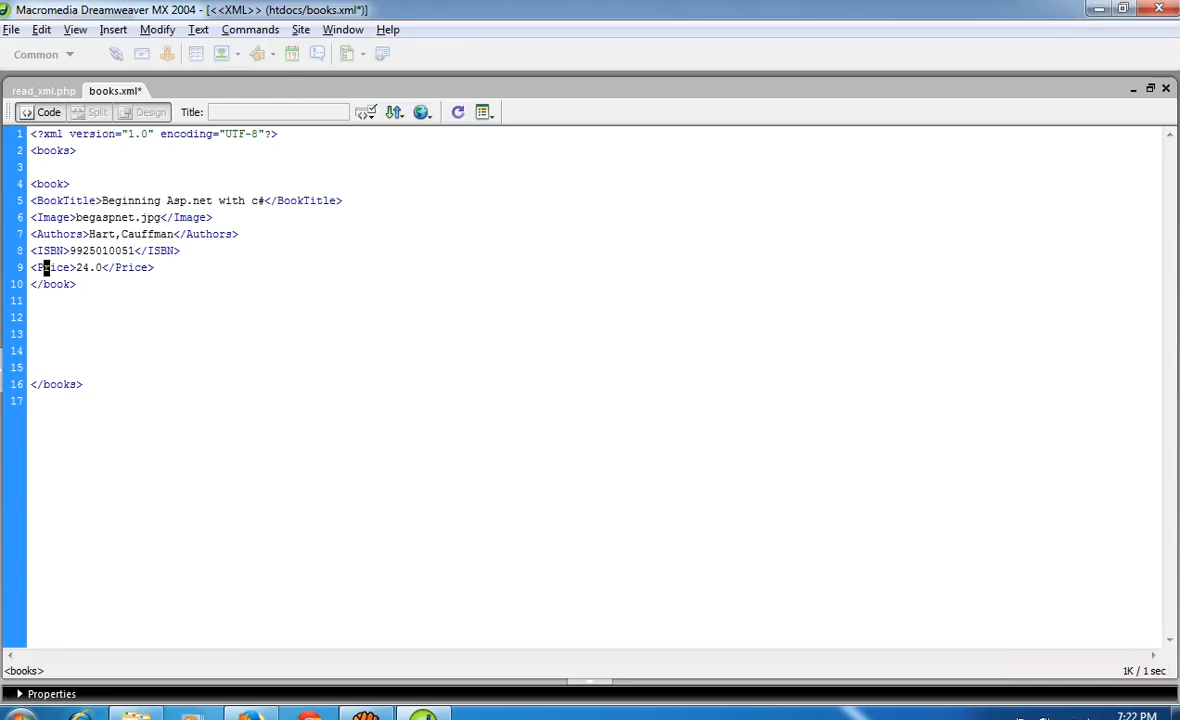 Macromedia Dreamweaver MX 2004 - [<<XML>> (htdocs/books.xml*)]
File Edit View Insert Modify Text Commands Site Window Help
Common
read_xml.php books.xml*
Code Split Design Title:
1 <?xml version="1.0" encoding="UTF-8"?>
2 <books>
3
4 <book>
5 <BookTitle>Beginning Asp.net with c#</BookTitle>
6 <Image>begaspnet.jpg</Image>
7 <Authors>Hart,Cauffman</Authors>
8 <ISBN>9925010051</ISBN>
9 <Price>24.0</Price>
10 </book>
11
12
13
14
15
16 </books>
17
<books> 1K / 1 sec
Properties
7:22 PM